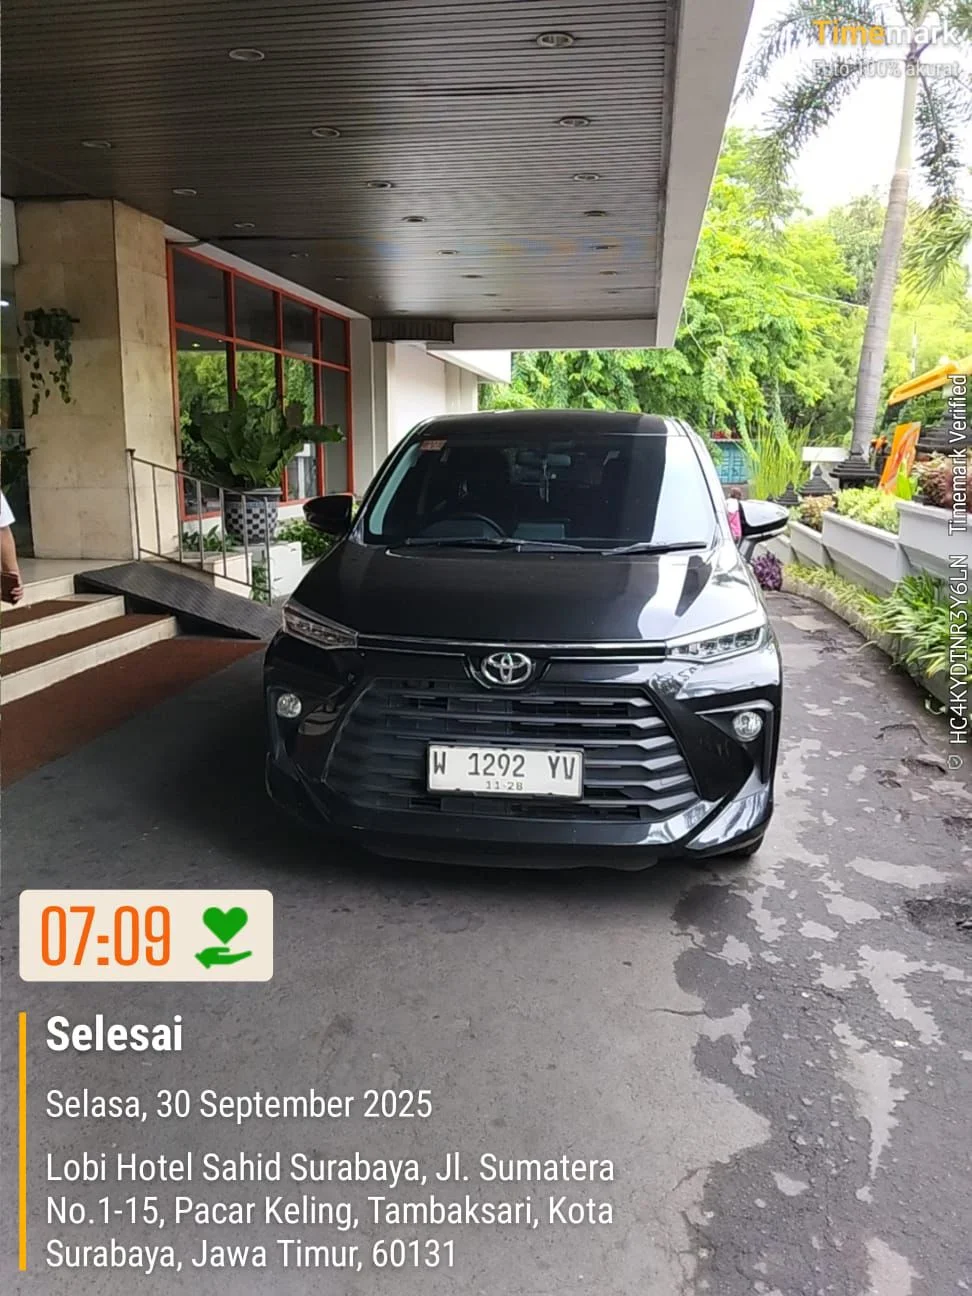 Timemark
Foto 100% akurat
W 1292 YV
11-28
HC4KYDINR3Y6LN Timemark Verified
07:09
Selesai
Selasa, 30 September 2025
Lobi Hotel Sahid Surabaya, Jl. Sumatera
No.1-15, Pacar Keling, Tambaksari, Kota
Surabaya, Jawa Timur, 60131